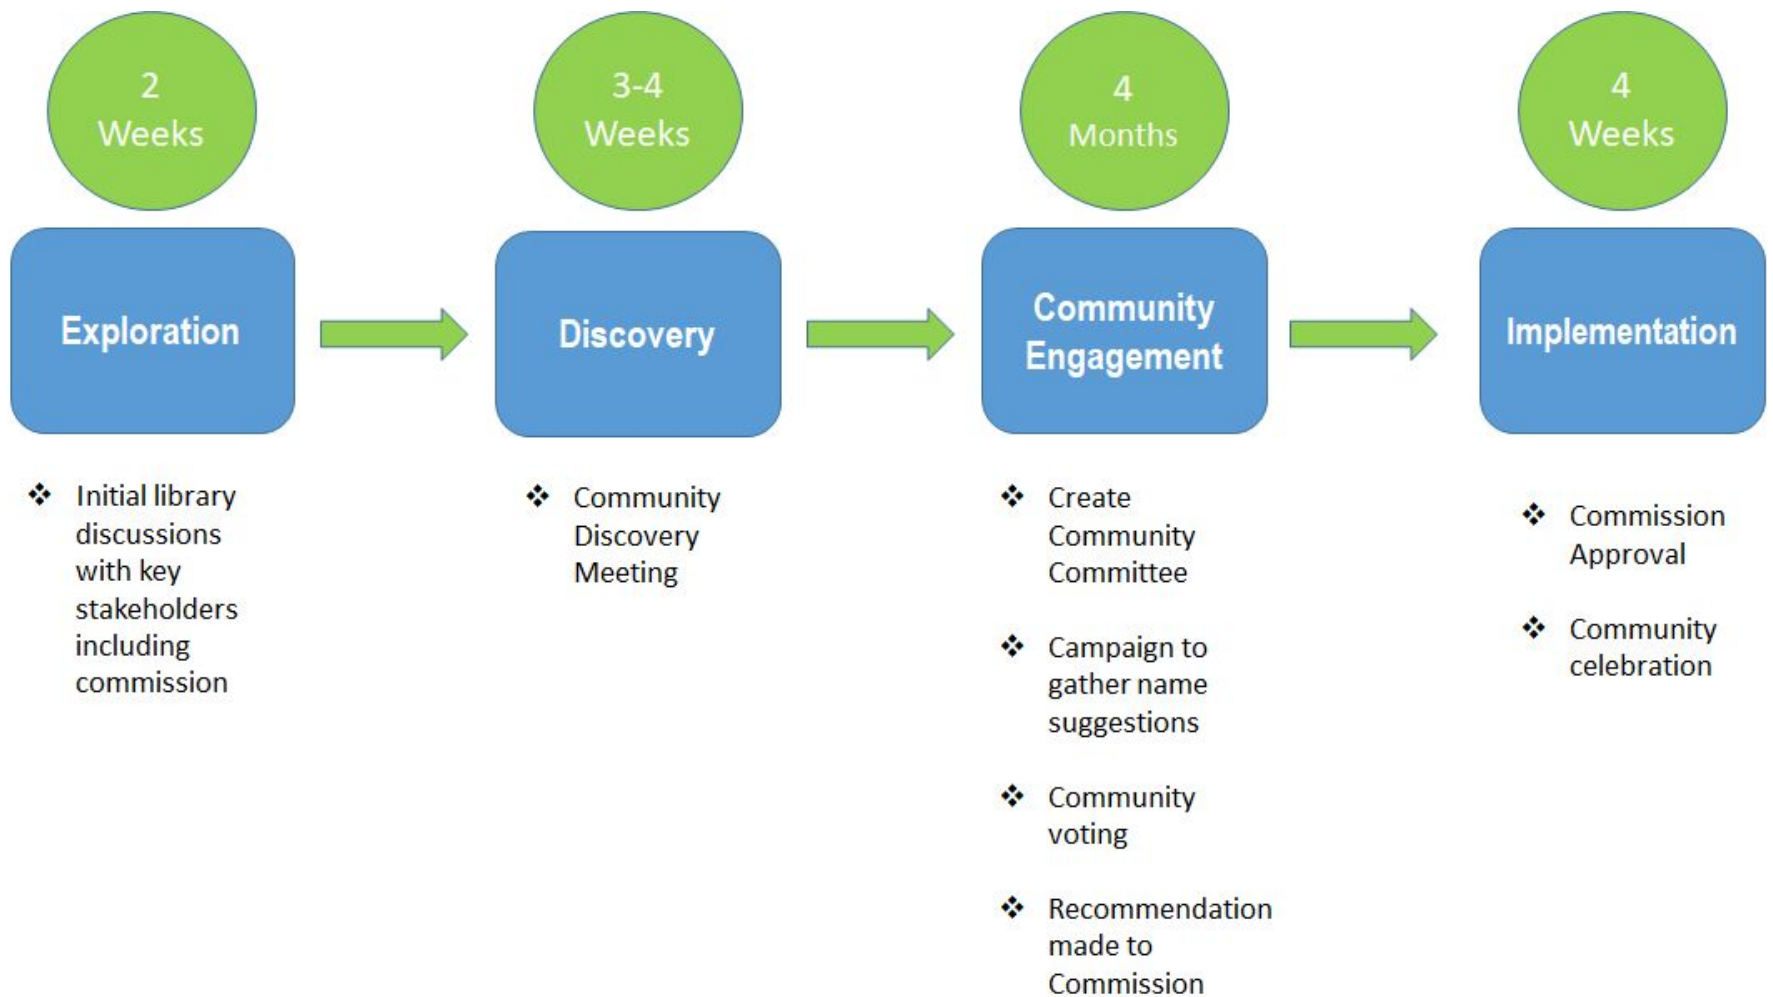 2
Weeks
3-4
Weeks
4
Months
4
Weeks
Exploration
Discovery
Community
Engagement
Implementation
❖ Initial library
discussions
with key
stakeholders
including
commission
❖ Community
Discovery
Meeting
❖ Create
Community
Committee
❖ Campaign to
gather name
suggestions
❖ Community
voting
❖ Recommendation
made to
Commission
❖ Commission
Approval
❖ Community
celebration